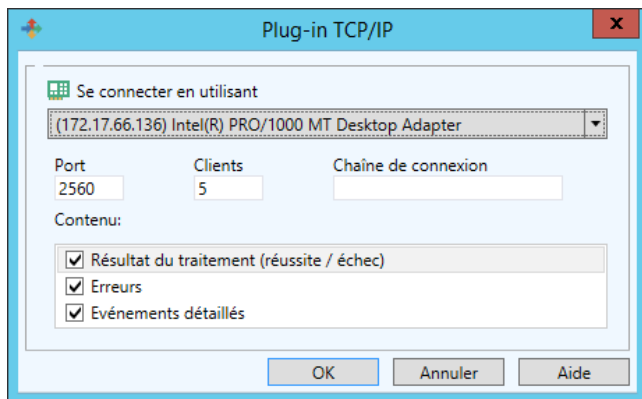 Plug-in TCP/IP
x
Se connecter en utilisant
(172.17.66.136) Intel(R) PRO/1000 MT Desktop Adapter
Port Clients Chaîne de connexion
2560 5
Contenu:
Résultat du traitement (réussite / échec)
Erreurs
Evénements détaillés
OK Annuler Aide